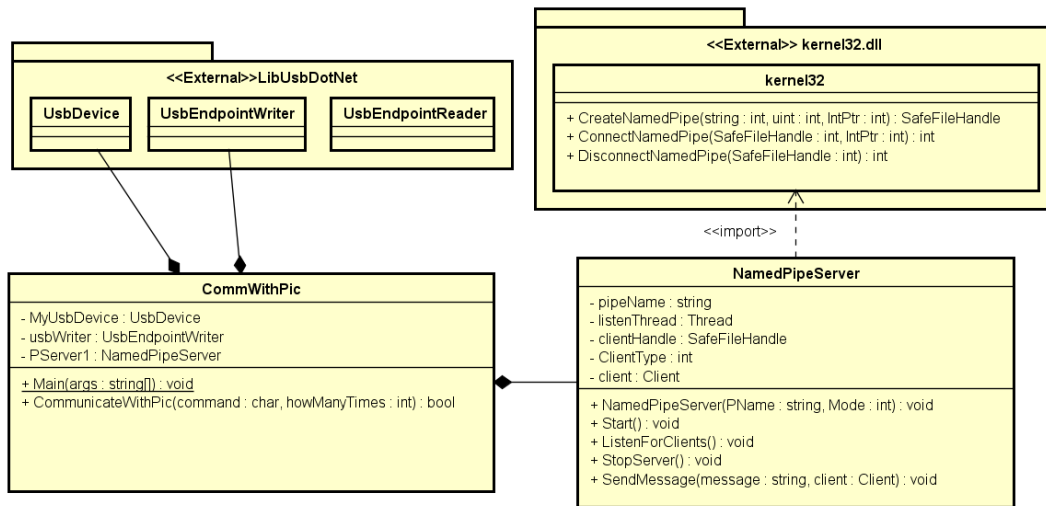 <<External>> kernel32.dll
kernel32
+ CreateNamedPipe(string : int, uint : int, IntPtr : int) : SafeFileHandle
+ ConnectNamedPipe(SafeFileHandle : int, IntPtr : int) : int
+ DisconnectNamedPipe(SafeFileHandle : int) : int
<<External>>LibUsbDotNet
UsbDevice
UsbEndpointWriter
UsbEndpointReader
<<import>>
CommWithPic
- MyUsbDevice : UsbDevice
- usbWriter : UsbEndpointWriter
- PServer1 : NamedPipeServer
+ Main(args : string[]) : void
+ CommunicateWithPic(command : char, howManyTimes : int) : bool
NamedPipeServer
- pipeName : string
- listenThread : Thread
- clientHandle : SafeFileHandle
- ClientType : int
- client : Client
+ NamedPipeServer(PName : string, Mode : int) : void
+ Start() : void
+ ListenForClients() : void
+ StopServer() : void
+ SendMessage(message : string, client : Client) : void